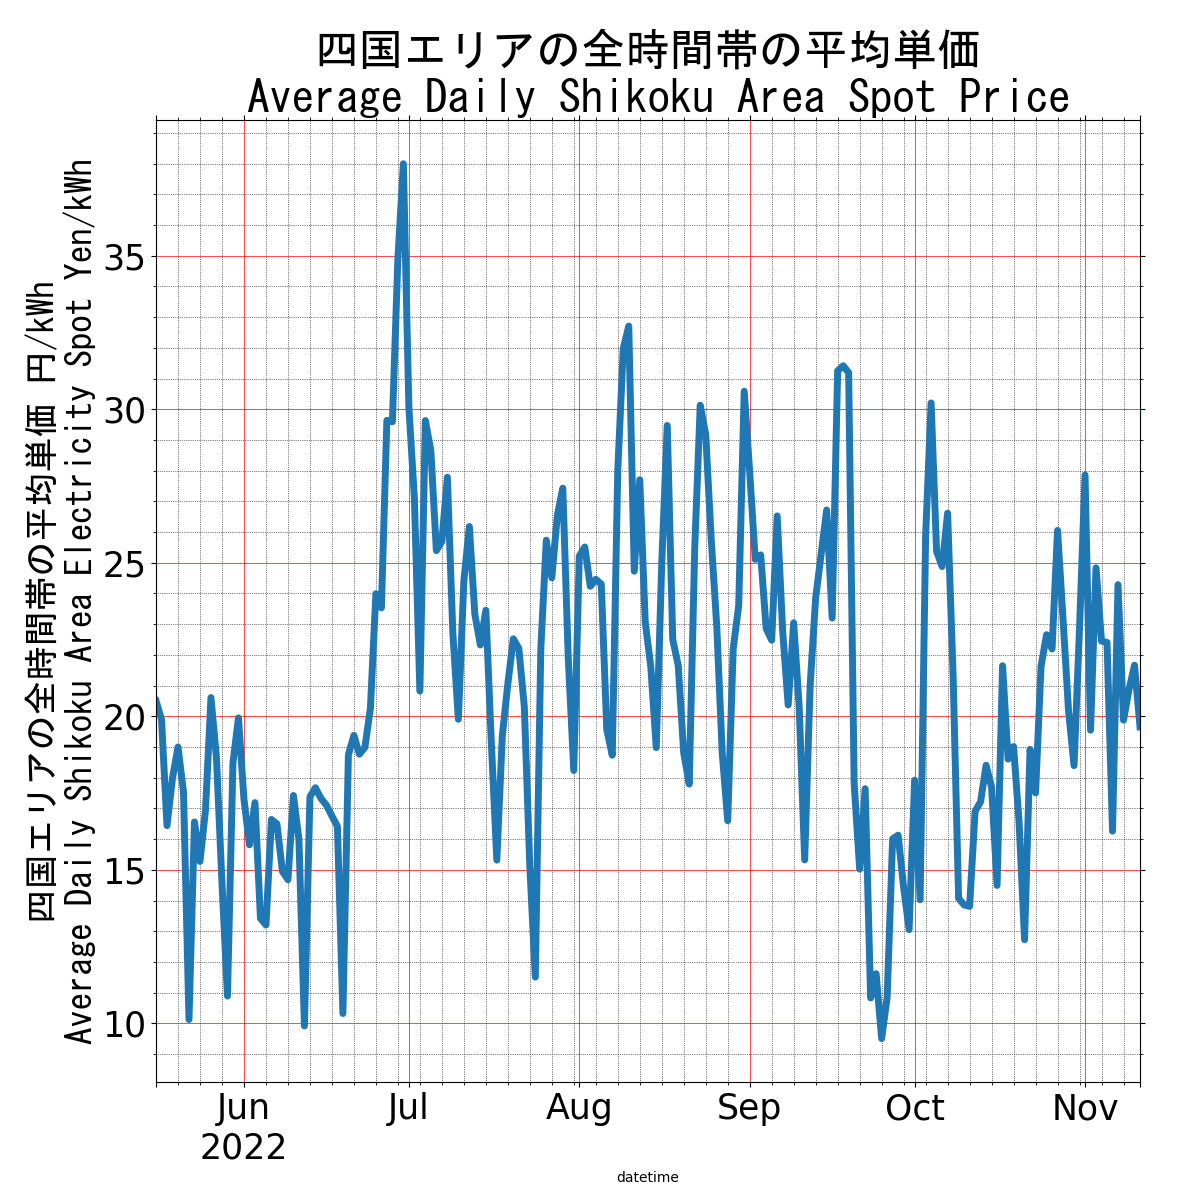 四国エリアの全時間帯の平均単価
Average Daily Shikoku Area Spot Price
四国エリアの全時間帯の平均単価 円/kWh
Average Daily Shikoku Area Electricity Spot Yen/kWh
35
30
25
20
15
10
Jun
2022
Jul
Aug
Sep
Oct
Nov
datetime